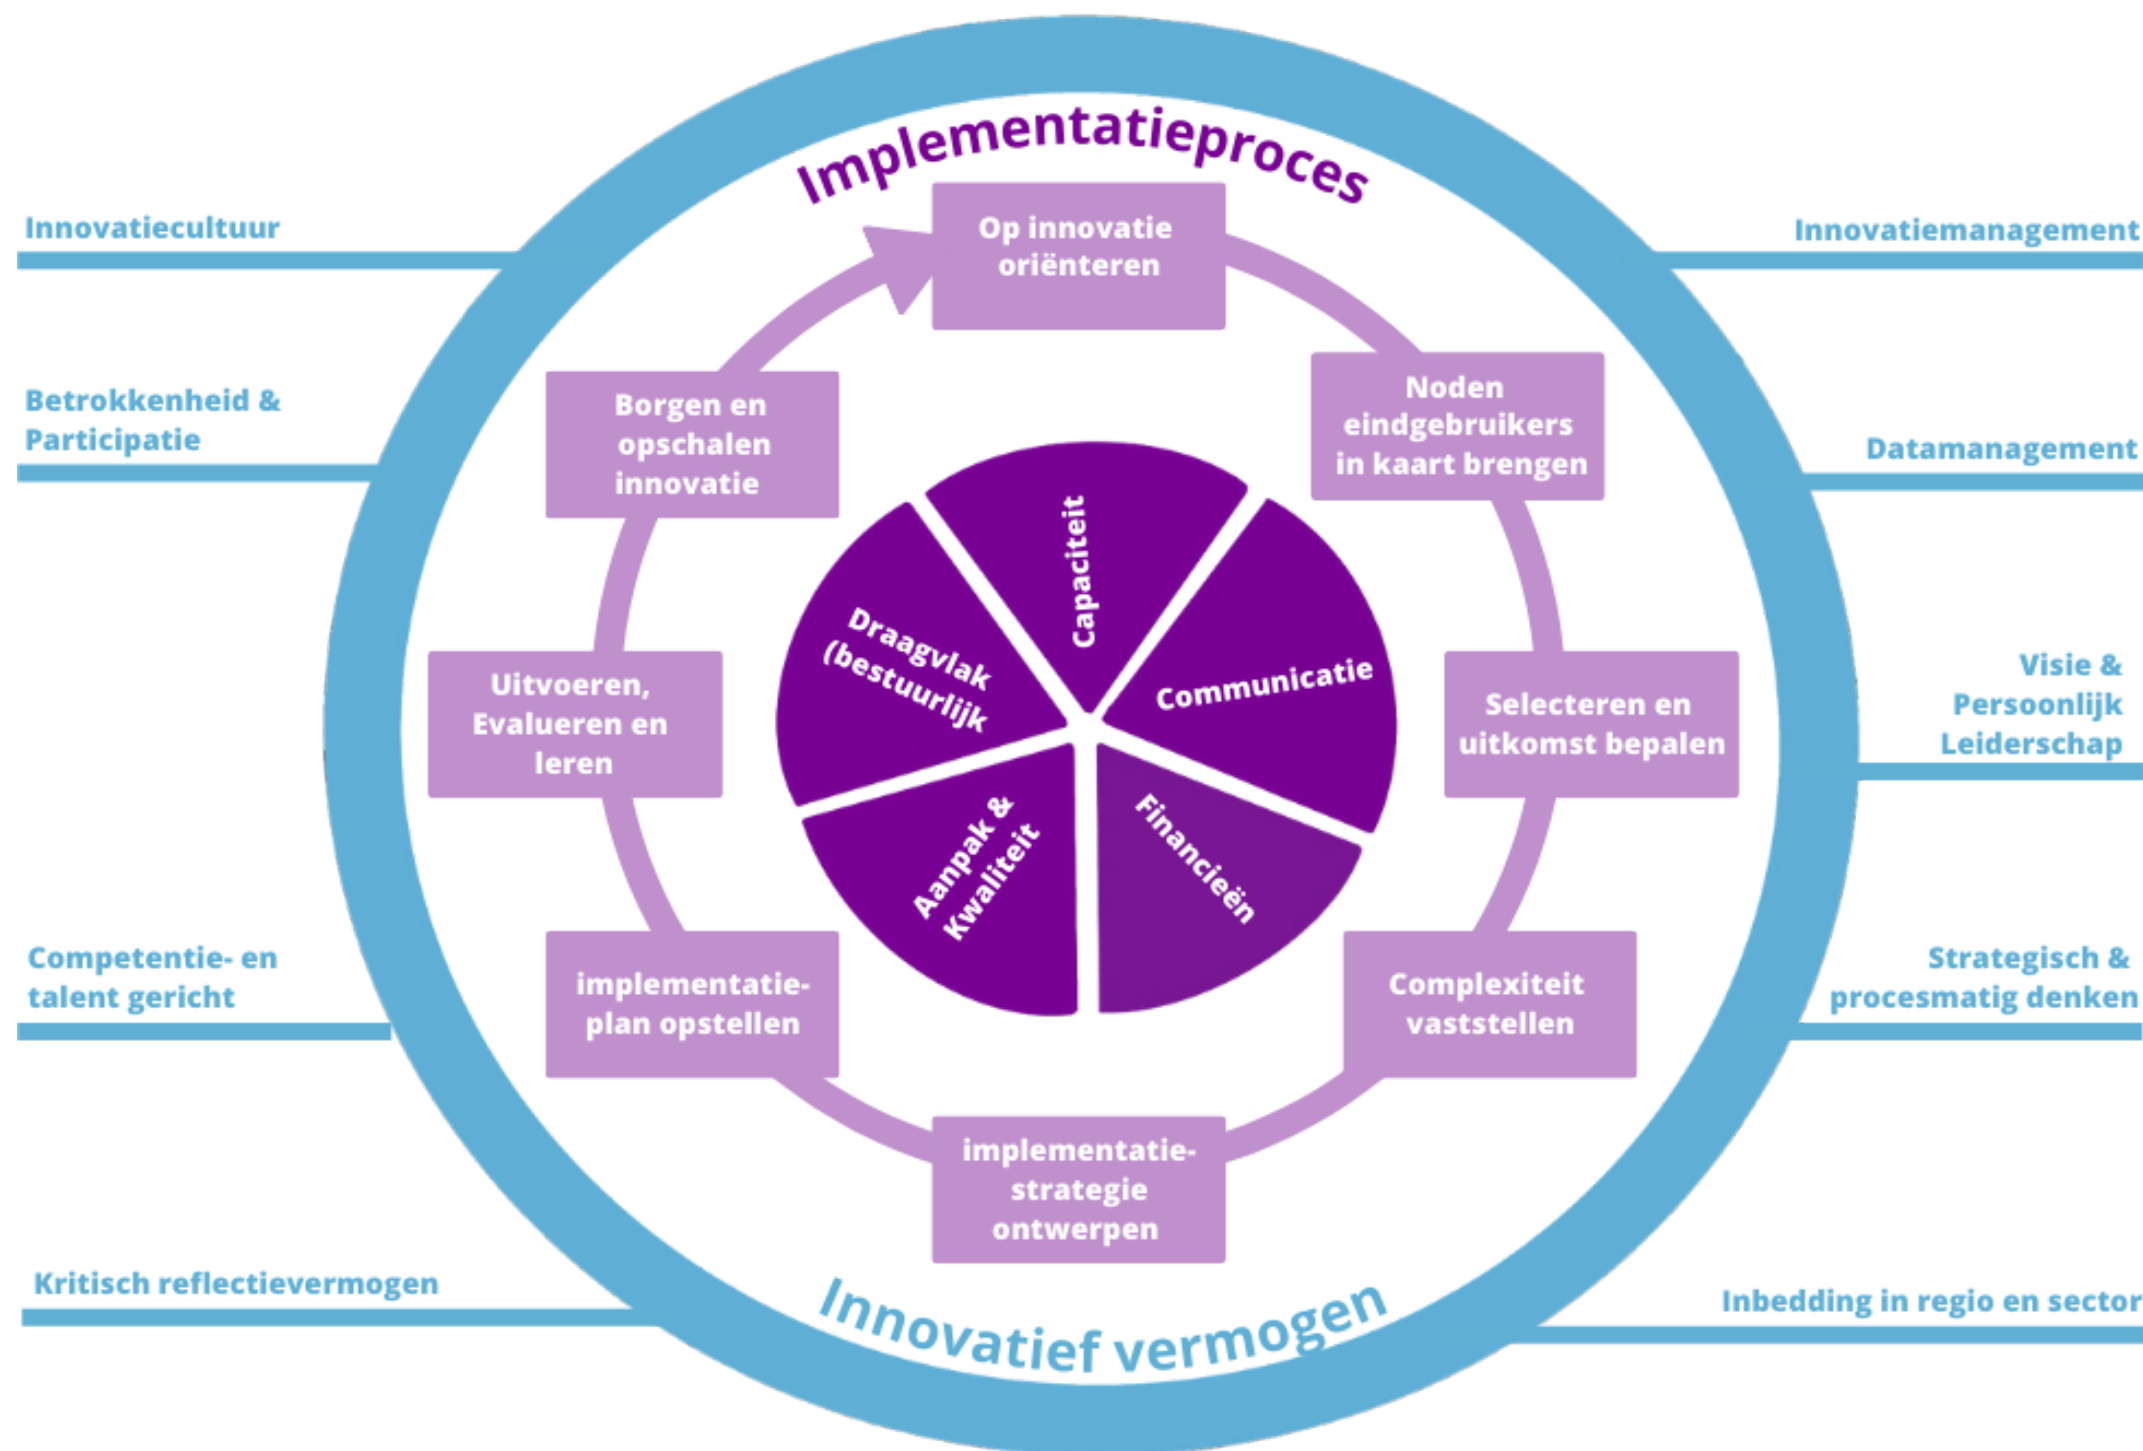 Implementatieproces
Innovatiecultuur
Betrokkenheid &
Participatie
Competentie- en
talent gericht
Kritisch reflectievermogen
Innovatiemanagement
Datamanagement
Visie &
Persoonlijk
Leiderschap
Strategisch &
procesmatig denken
Inbedding in regio en sector
Op innovatie
oriënteren
Noden
eindgebruikers
in kaart brengen
Selecteren en
uitkomst bepalen
Complexiteit
vaststellen
implementatie-
strategie
ontwerpen
implementatie-
plan opstellen
Uitvoeren,
Evalueren en
leren
Borgen en
opschalen
innovatie
Capaciteit
Communicatie
Financieën
Aanpak &
Kwaliteit
Draagvlak
(bestuurlijk
Innovatief vermogen